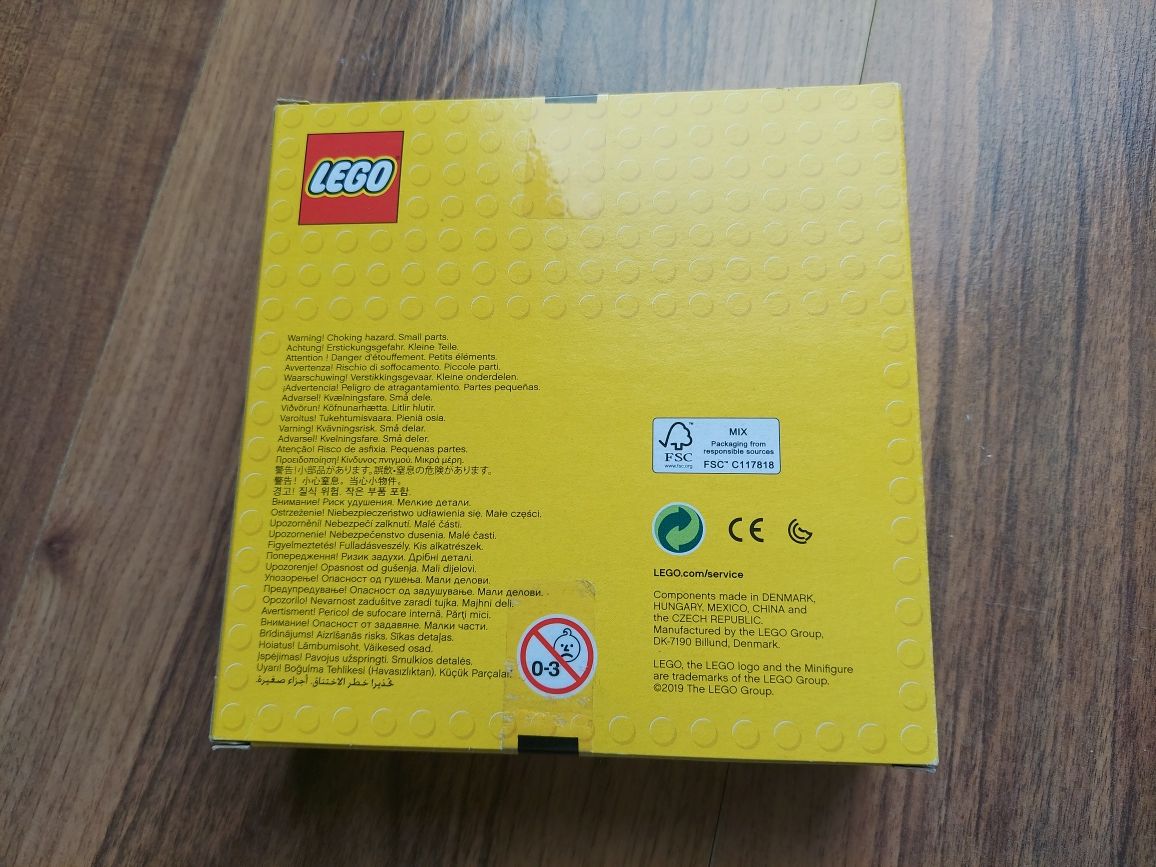 LEGO
Warning! Choking hazard. Small parts.
Achtung! Erstickungsgefahr. Kleine Teile.
Attention ! Danger d'étouffement. Petits éléments.
Avvertenza! Rischio di soffocamento. Piccole parti.
Waarschuwing! Verstikkingsgevaar. Kleine onderdelen.
¡Advertencia! Peligro de atragantamiento. Partes pequeñas.
Advarsel! Kvælningsfare. Små dele.
Viðvörun! Köfnunarhætta. Litlir hlutir.
Varoitus! Tukehtumisvaara. Pieniä osia.
Varning! Kvävningsrisk. Små delar.
Advarsel! Kvelningsfare. Små deler.
Atenção! Risco de asfixia. Pequenas partes.
Προειδοποίηση! Κίνδυνος πνιγμού. Μικρά μέρη.
警告! 小部品があります。誤飲・窒息の危険があります。
警告! 小心窒息，当心小物件。
경고! 질식 위험. 작은 부품 포함.
Внимание! Риск удушения. Мелкие детали.
Ostrzeżenie! Niebezpieczeństwo udławienia się. Małe części.
Upozornění! Nebezpečí zalknutí. Malé části.
Upozornenie! Nebezpečenstvo dusenia. Malé časti.
Figyelmeztetés! Fulladásveszély. Kis alkatrészek.
Попередження! Ризик задухи. Дрібні деталі.
Upozorenje! Opasnost od gušenja. Mali dijelovi.
Упозорење! Опасност од гушења. Мали делови.
Предупредување! Опасност од задушување. Мали делови.
Opozorilo! Nevarnost zadušitve zaradi tujka. Majhni deli.
Avertisment! Pericol de sufocare internă. Părţi mici.
Внимание! Опасност от задавяне. Малки части.
Brīdinājums! Aizrīšanās risks. Sīkas detaļas.
Hoiatus! Lämbumisoht. Väikesed osad.
Įspėjimas! Pavojus užspringti. Smulkios detalės.
Uyarı! Boğulma Tehlikesi (Havasızlıktan). Küçük Parçalar.
تحذير! خطر الاختناق. أجزاء صغيرة.
0-3
FSC
www.fsc.org
MIX
Packaging from
responsible sources
FSC™ C117818
CE
LEGO.com/service
Components made in DENMARK,
HUNGARY, MEXICO, CHINA and
the CZECH REPUBLIC.
Manufactured by the LEGO Group,
DK-7190 Billund, Denmark.
LEGO, the LEGO logo and the Minifigure
are trademarks of the LEGO Group.
©2019 The LEGO Group.